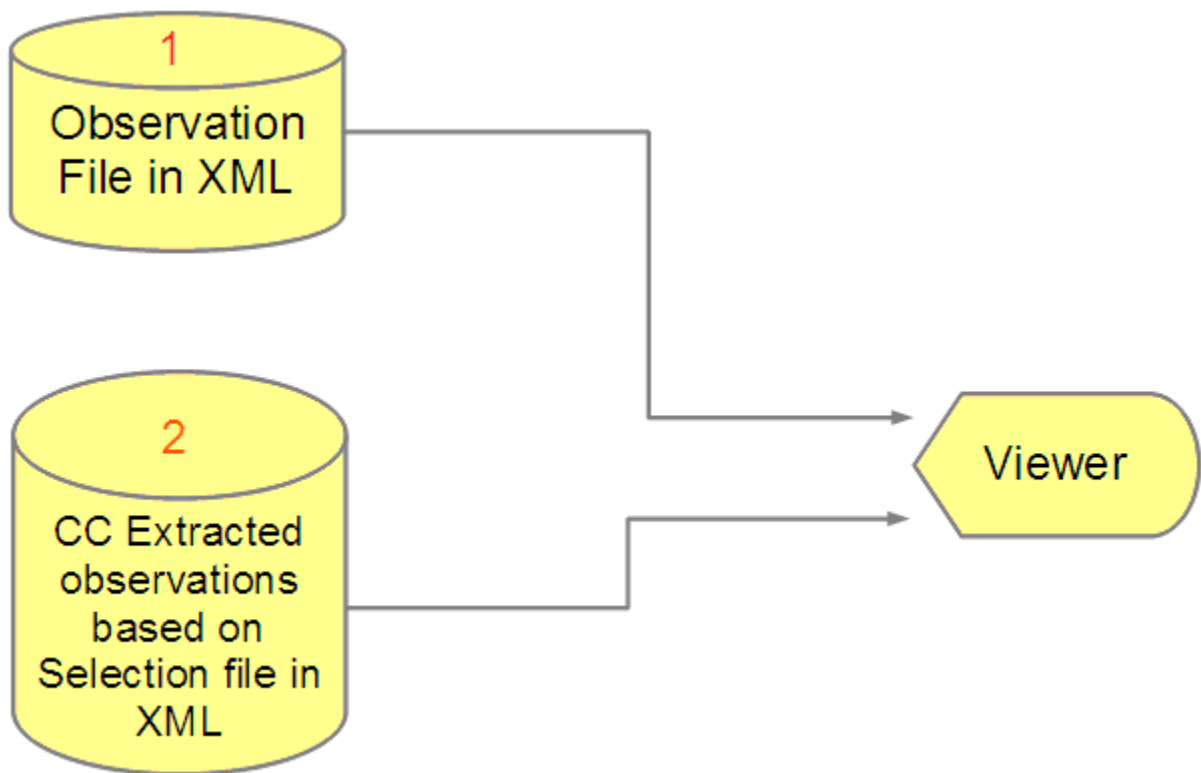 1
Observation
File in XML
2
CC Extracted
observations
based on
Selection file in
XML
Viewer